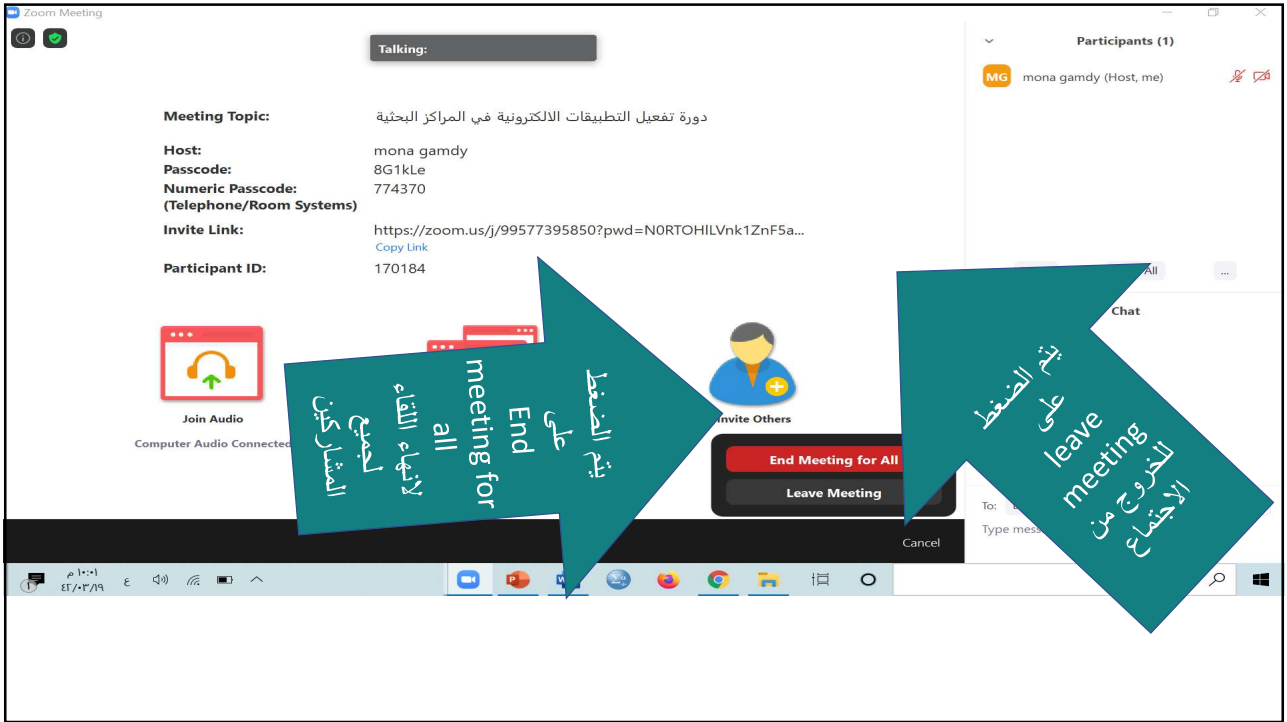 Zoom Meeting
Talking:
Participants (1)
MG mona gamdy (Host, me)
Meeting Topic: دورة تفعيل التطبيقات الالكترونية في المراكز البحثية
Host: mona gamdy
Passcode: 8G1kLe
Numeric Passcode: 774370
(Telephone/Room Systems)
Invite Link: https://zoom.us/j/99577395850?pwd=N0RTOHlLVnk1ZnF5a...
Copy Link
Participant ID: 170184
All ...
Chat
Join Audio
Computer Audio Connected
Invite Others
يتم الضغط
على
End
meeting for
all
لانهاء اللقاء
لجميع
المشاركين
يتم الضغط
على
leave
meeting
للخروج من
الاجتماع
End Meeting for All
Leave Meeting
Cancel
To:
Type mess
ع
١٠:٠١ م
٤٢/٠٣/١٩